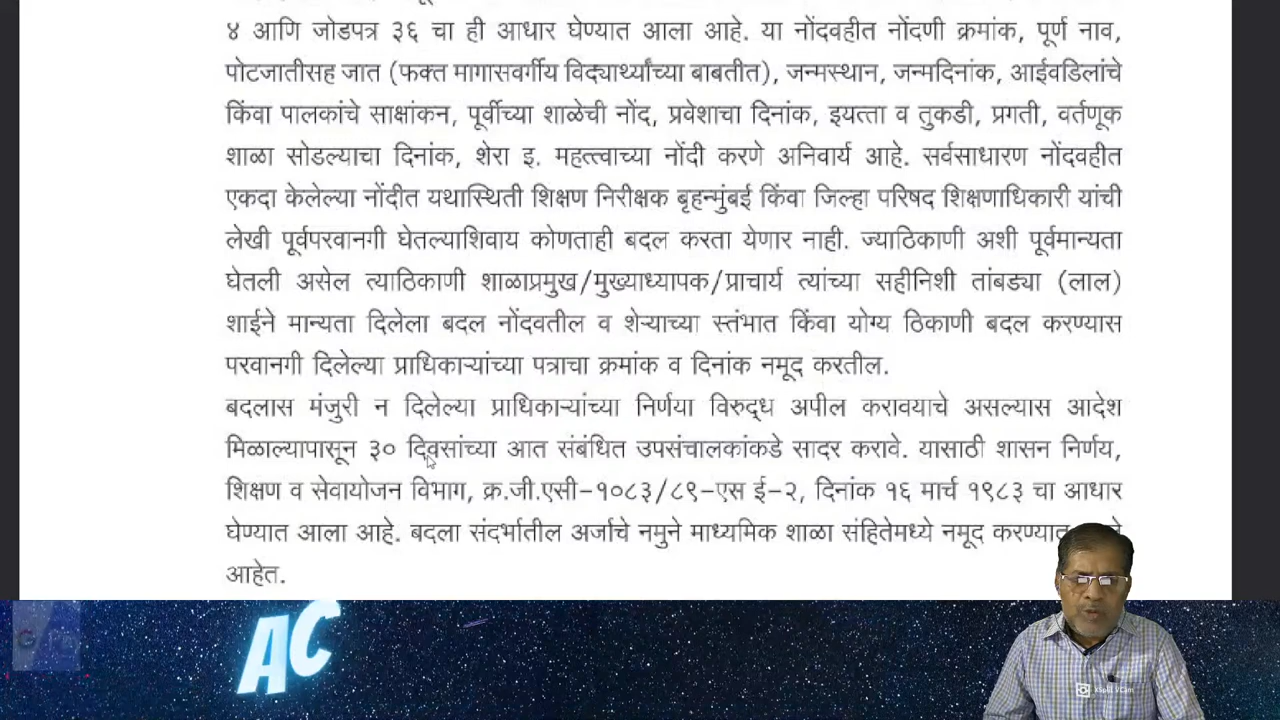 ४ आणि जोडपत्र ३६ चा ही आधार घेण्यात आला आहे. या नोंदवहीत नोंदणी क्रमांक, पूर्ण नाव,
पोटजातीसह जात (फक्त मागासवर्गीय विद्यार्थ्यांच्या बाबतीत), जन्मस्थान, जन्मदिनांक, आईवडिलांचे
किंवा पालकांचे साक्षांकन, पूर्वीच्या शाळेची नोंद, प्रवेशाचा दिनांक, इयत्ता व तुकडी, प्रगती, वर्तणूक
शाळा सोडल्याचा दिनांक, शेरा इ. महत्त्वाच्या नोंदी करणे अनिवार्य आहे. सर्वसाधारण नोंदवहीत
एकदा केलेल्या नोंदीत यथास्थिती शिक्षण निरीक्षक बृहन्मुंबई किंवा जिल्हा परिषद शिक्षणाधिकारी यांची
लेखी पूर्वपरवानगी घेतल्याशिवाय कोणताही बदल करता येणार नाही. ज्याठिकाणी अशी पूर्वमान्यता
घेतली असेल त्याठिकाणी शाळाप्रमुख/मुख्याध्यापक/प्राचार्य त्यांच्या सहीनिशी तांबड्या (लाल)
शाईने मान्यता दिलेला बदल नोंदवतील व शेऱ्याच्या स्तंभात किंवा योग्य ठिकाणी बदल करण्यास
परवानगी दिलेल्या प्राधिकाऱ्यांच्या पत्राचा क्रमांक व दिनांक नमूद करतील.
बदलास मंजुरी न दिलेल्या प्राधिकाऱ्यांच्या निर्णया विरुद्ध अपील करावयाचे असल्यास आदेश
मिळाल्यापासून ३० दिवसांच्या आत संबंधित उपसंचालकांकडे सादर करावे. यासाठी शासन निर्णय,
शिक्षण व सेवायोजन विभाग, क्र.जी.एसी-१०८३/८९-एस ई-२, दिनांक १६ मार्च १९८३ चा आधार
घेण्यात आला आहे. बदला संदर्भातील अर्जाचे नमुने माध्यमिक शाळा संहितेमध्ये नमूद
आहेत.
AC
XSplit VCam